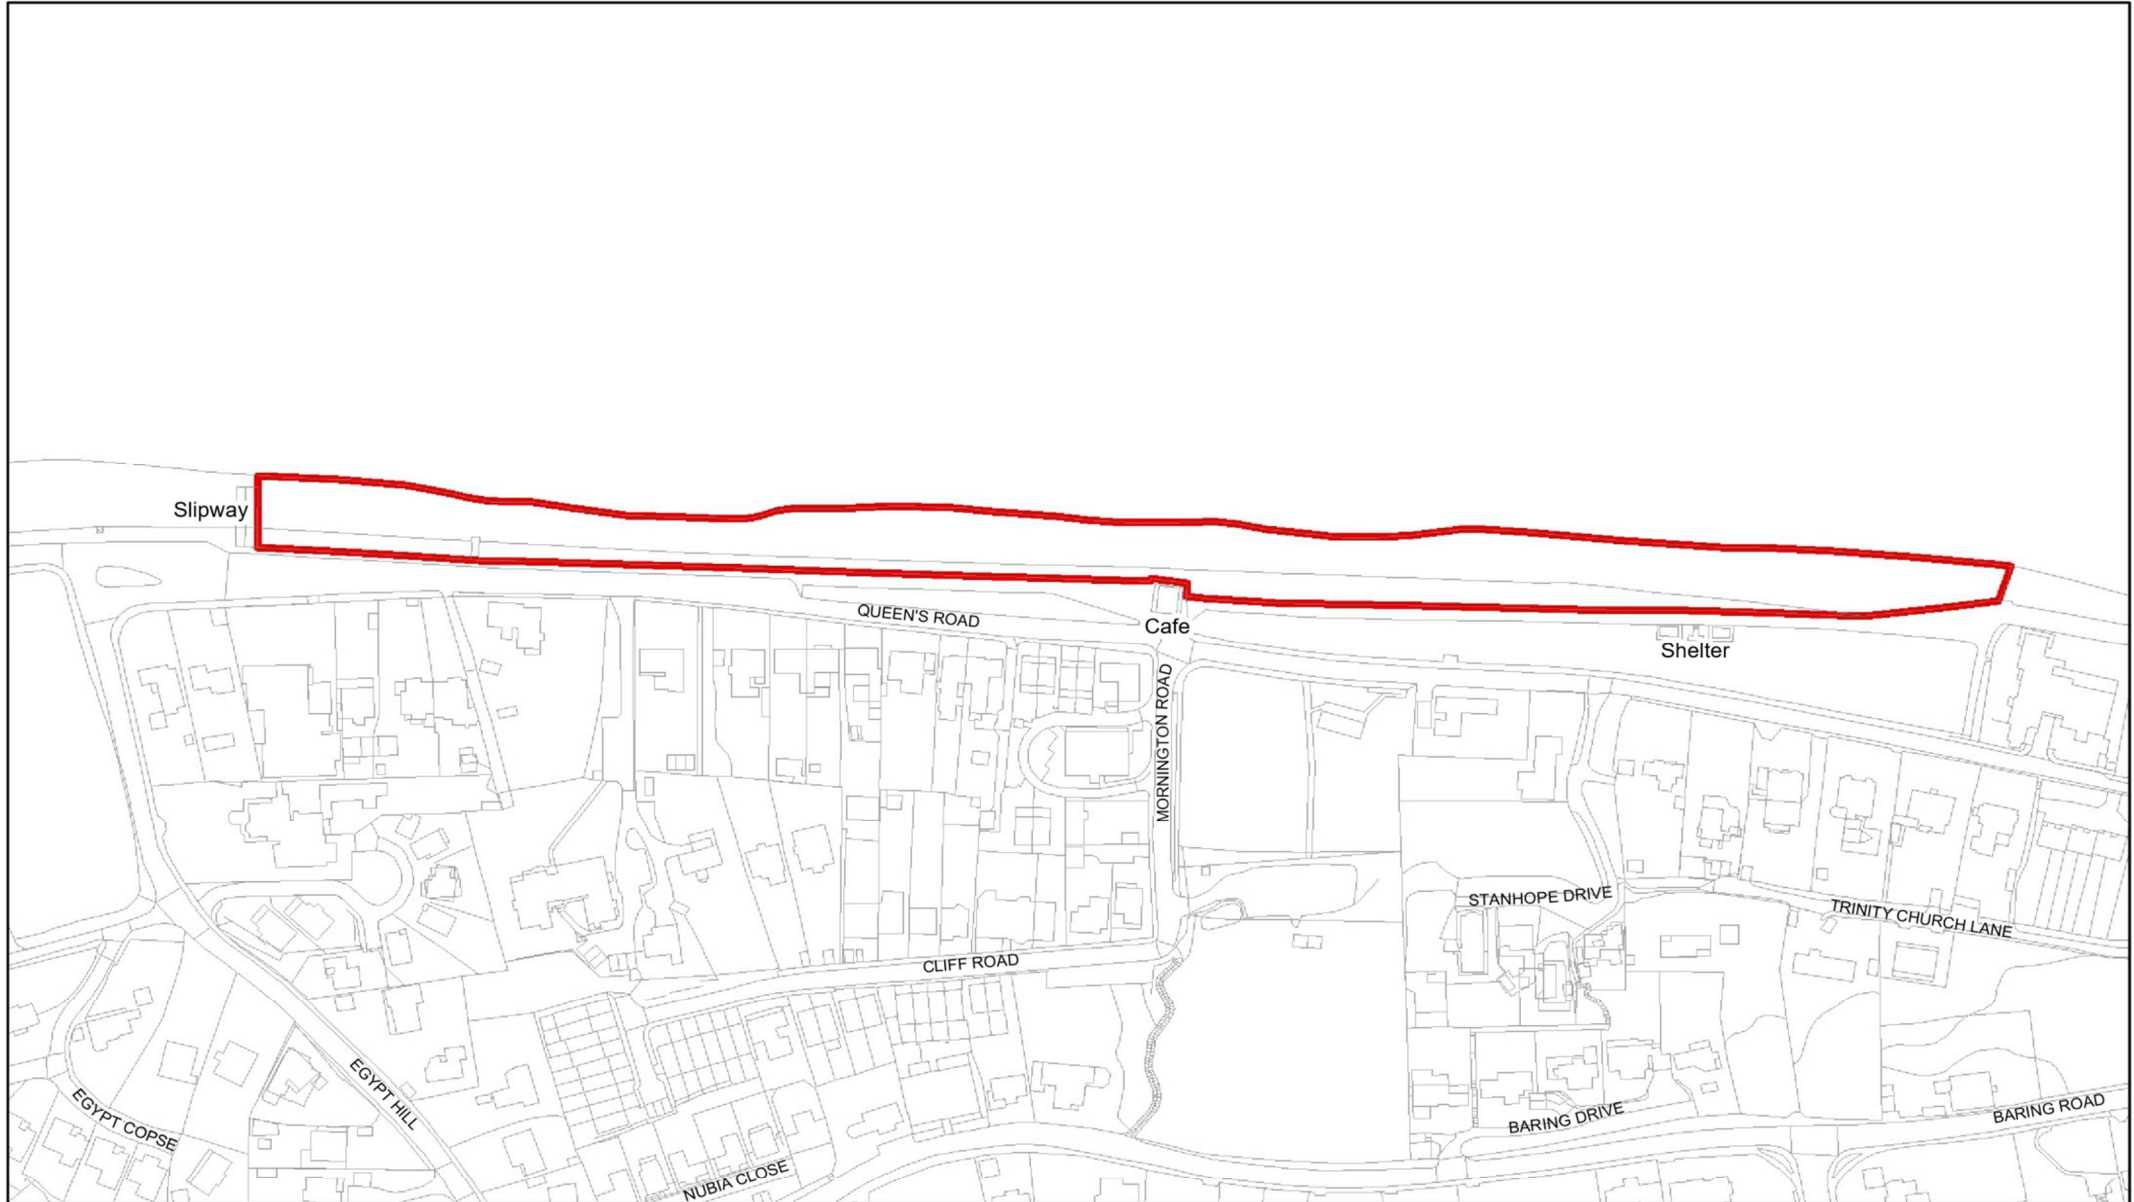 Slipway
QUEEN'S ROAD
Cafe
Shelter
MORNINGTON ROAD
STANHOPE DRIVE
TRINITY CHURCH LANE
CLIFF ROAD
EGYPT HILL
EGYPT COPSE
BARING DRIVE
BARING ROAD
NUBIA CLOSE